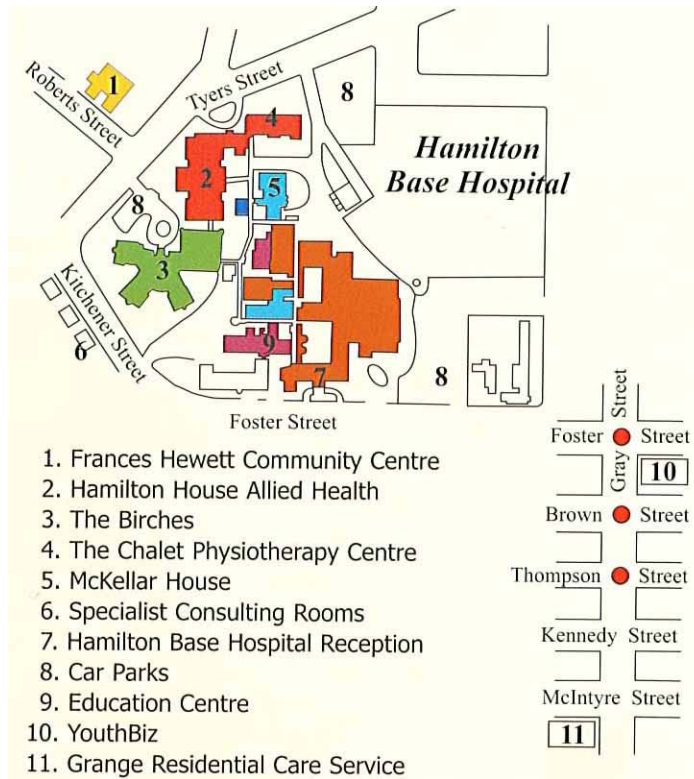 1
Roberts Street
Tyers Street
4
8
Hamilton
Base Hospital
2
5
8
3
Kitchener Street
6
9
7
8
Foster Street
Street
Foster Street
Gray
10
Brown Street
Thompson Street
Kennedy Street
McIntyre Street
11
1. Frances Hewett Community Centre
2. Hamilton House Allied Health
3. The Birches
4. The Chalet Physiotherapy Centre
5. McKellar House
6. Specialist Consulting Rooms
7. Hamilton Base Hospital Reception
8. Car Parks
9. Education Centre
10. YouthBiz
11. Grange Residential Care Service